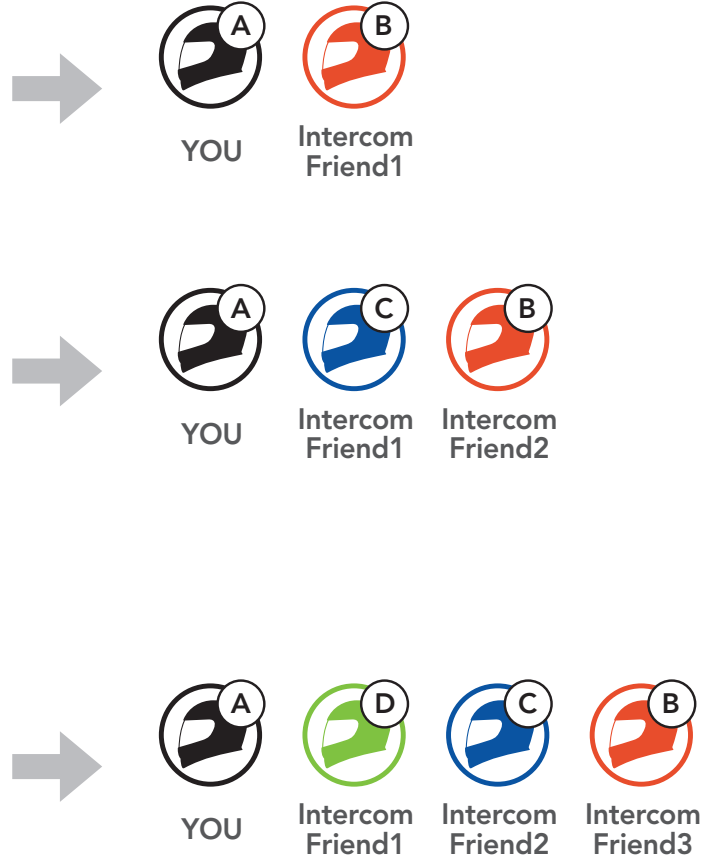 A B
YOU Intercom
Friend1
A C B
YOU Intercom Intercom
Friend1 Friend2
A D C B
YOU Intercom Intercom Intercom
Friend1 Friend2 Friend3